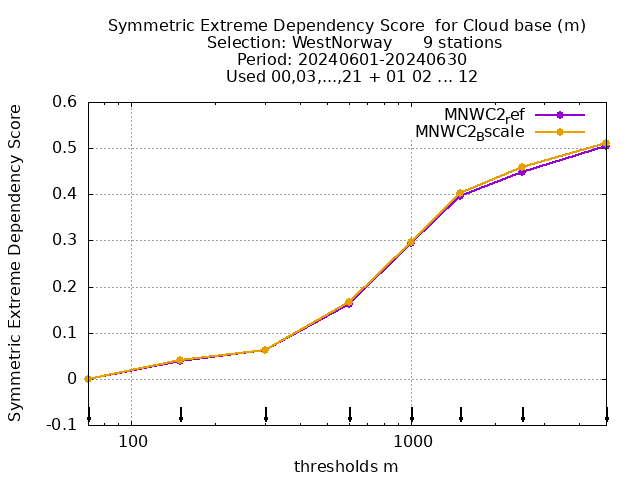 Symmetric Extreme Dependency Score  for Cloud base (m)
Selection: WestNorway      9 stations
Period: 20240601-20240630
Used 00,03,...,21 + 01 02 ... 12
Symmetric Extreme Dependency Score
MNWC2ref
MNWC2Bscale
0.6
0.5
0.4
0.3
0.2
0.1
0
-0.1
100
1000
thresholds m